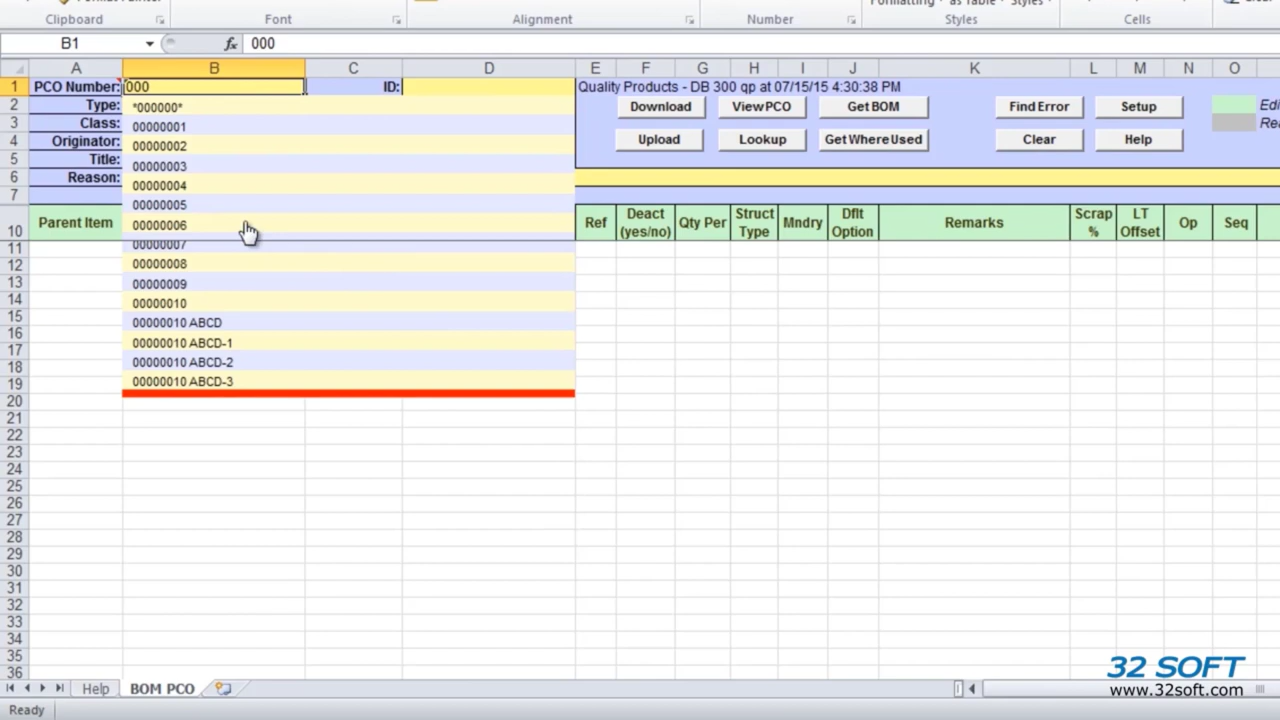 Clipboard Font Alignment Number Styles Cells
B1 fx 000
A B C D E F G H I J K L M N O
1 PCO Number: 000 ID: Quality Products - DB 300 qp at 07/15/15 4:30:38 PM
2 Type: *000000* Download View PCO Get BOM Find Error Setup
3 Class: 00000001
4 Originator: 00000002 Upload Lookup Get Where Used Clear Help
5 Title: 00000003
6 Reason: 00000004
7 00000005
10 Parent Item 00000006 Ref Deact (yes/no) Qty Per Struct Type Mndry Dflt Option Remarks Scrap % LT Offset Op Seq
11 00000007
12 00000008
13 00000009
14 00000010
15 00000010 ABCD
16 00000010 ABCD-1
17
18 00000010 ABCD-2
19 00000010 ABCD-3
20
21
22
23
24
25
26
27
28
29
30
31
32
33
34
35
36
32 SOFT
www.32soft.com
Help BOM PCO
Ready